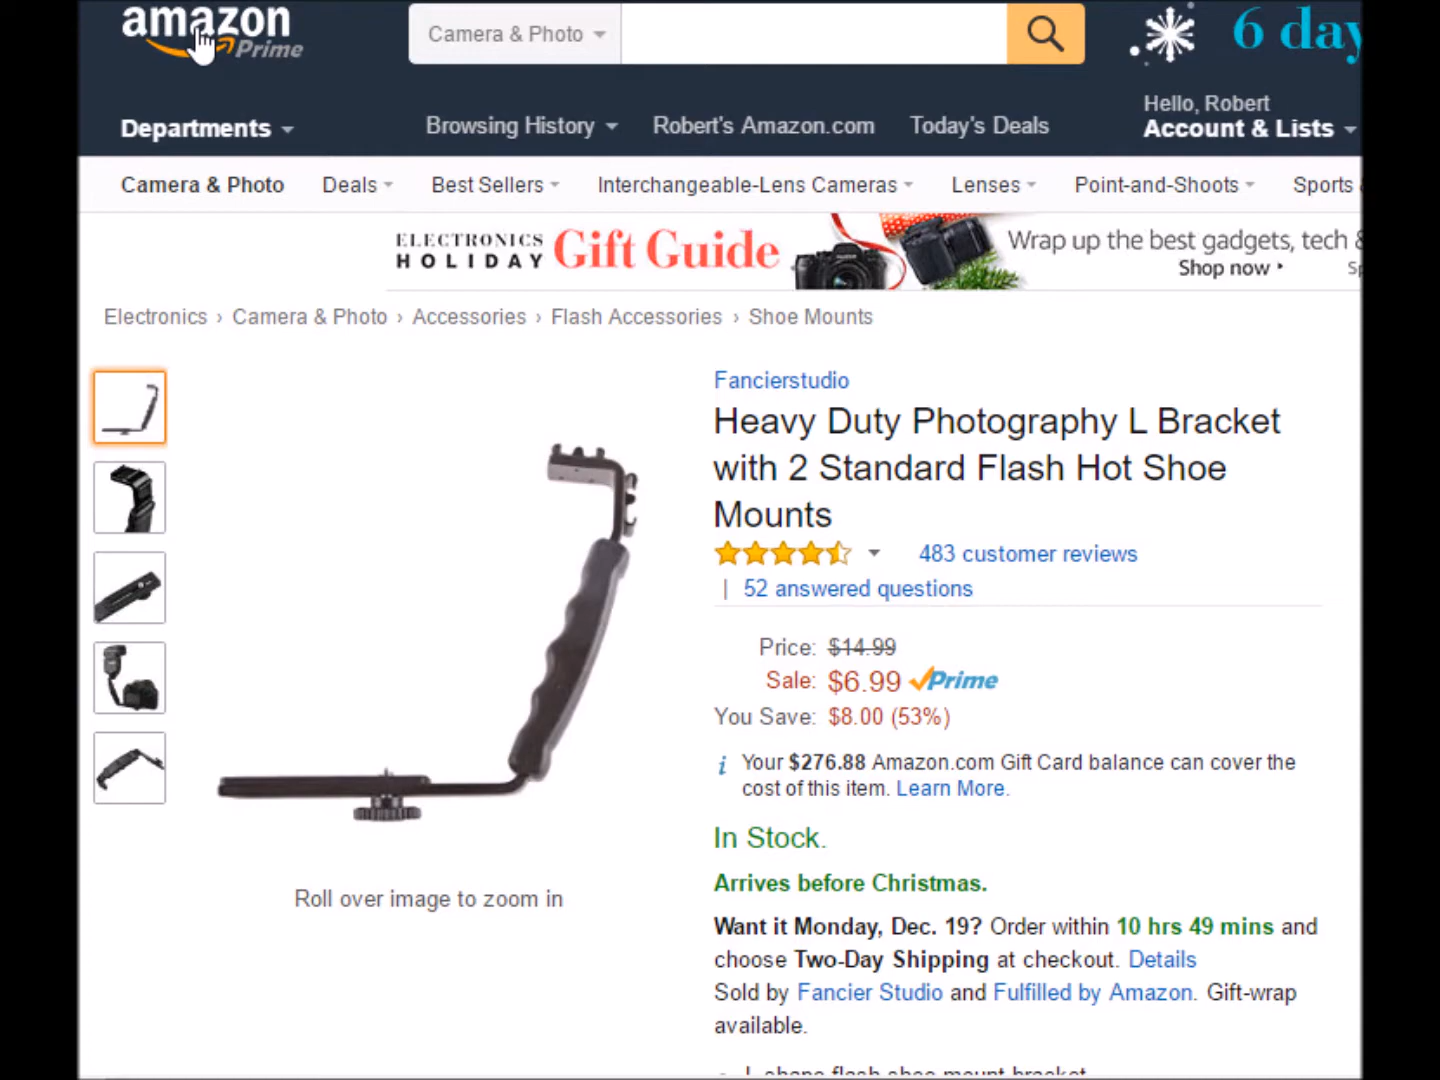 amazon
Prime
Camera & Photo
6 day
Hello, Robert
Departments
Browsing History
Robert's Amazon.com
Today's Deals
Account & Lists
Camera & Photo
Deals
Best Sellers
Interchangeable-Lens Cameras
Lenses
Point-and-Shoots
Sports
ELECTRONICS
HOLIDAY
Gift Guide
Wrap up the best gadgets, tech &
Shop now
Electronics › Camera & Photo › Accessories › Flash Accessories › Shoe Mounts
Fancierstudio
Heavy Duty Photography L Bracket
with 2 Standard Flash Hot Shoe
Mounts
483 customer reviews
| 52 answered questions
Price: $14.99
Sale: $6.99 Prime
You Save: $8.00 (53%)
i Your $276.88 Amazon.com Gift Card balance can cover the
cost of this item. Learn More.
In Stock.
Arrives before Christmas.
Want it Monday, Dec. 19? Order within 10 hrs 49 mins and
choose Two-Day Shipping at checkout. Details
Sold by Fancier Studio and Fulfilled by Amazon. Gift-wrap
available.
Roll over image to zoom in
L shape flash shoe mount bracket